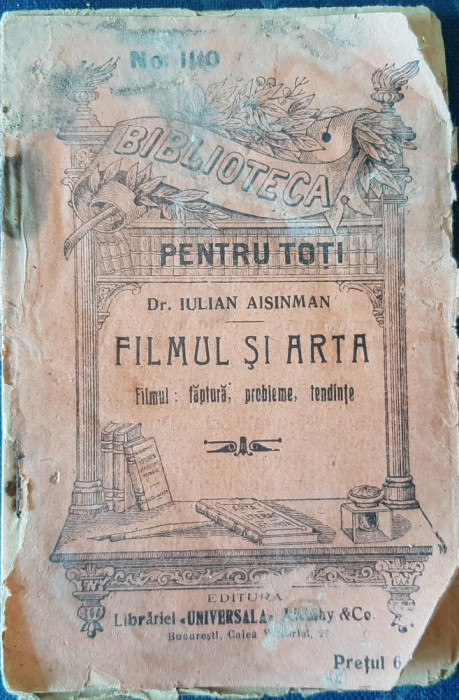 No. 1110
BIBLIOTECA
PENTRU TOȚI
Dr. IULIAN AISINMAN
FILMUL ȘI ARTA
Filmul: făptură, probleme, tendințe
EDITURA
Librăriei «UNIVERSALA» &Co.
București, Calea 27
Prețul 6